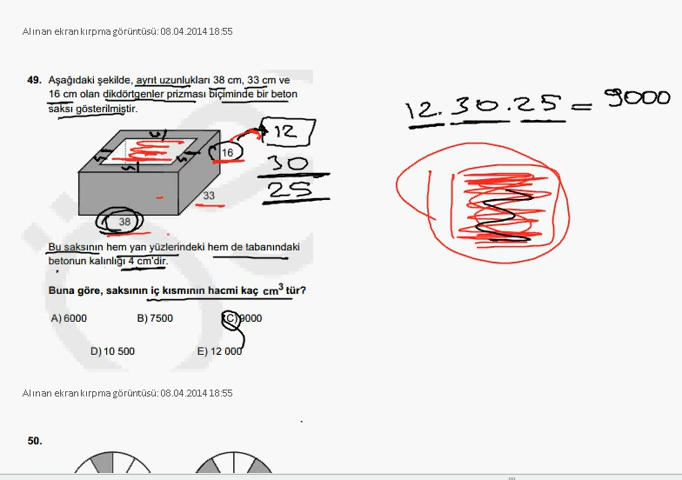 Alınan ekran kırpma görüntüsü: 08.04.2014 18:55
49. Aşağıdaki şekilde, ayrıt uzunlukları 38 cm, 33 cm ve
16 cm olan dikdörtgenler prizması biçiminde bir beton
saksı gösterilmiştir.
12.30.25 = 9000
12
16
30
33
25
38
Bu saksının hem yan yüzlerindeki hem de tabanındaki
betonun kalınlığı 4 cm'dir.
Buna göre, saksının iç kısmının hacmi kaç cm³ tür?
A) 6000 B) 7500 C) 9000
D) 10 500 E) 12 000
Alınan ekran kırpma görüntüsü: 08.04.2014 18:55
50.